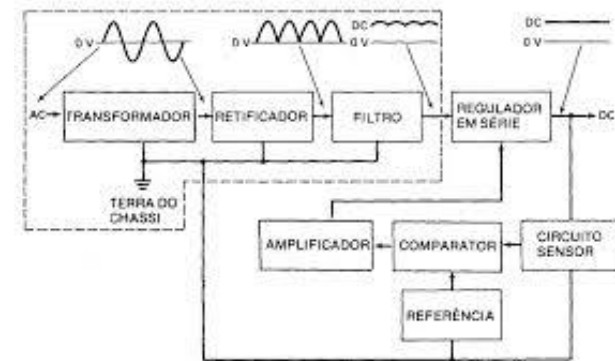 0 V
0 V
DC
0 V
DC
0 V
AC
TRANSFORMADOR
RETIFICADOR
FILTRO
REGULADOR
EM SÉRIE
DC
TERRA DO
CHASSI
AMPLIFICADOR
COMPARATOR
CIRCUITO
SENSOR
REFERÊNCIA